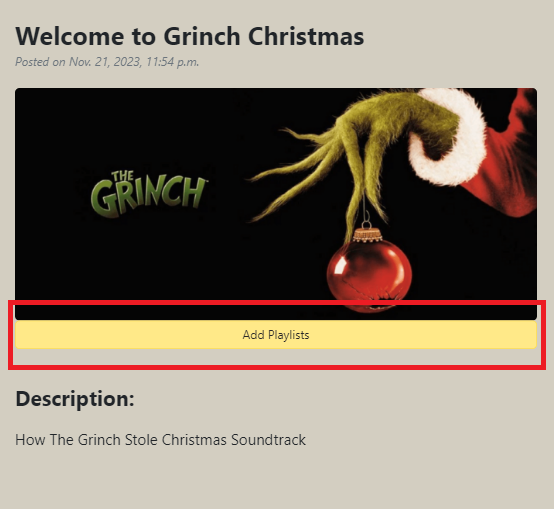 Welcome to Grinch Christmas
Posted on Nov. 21, 2023, 11:54 p.m.
THE
GRINCH
Add Playlists
Description:
How The Grinch Stole Christmas Soundtrack